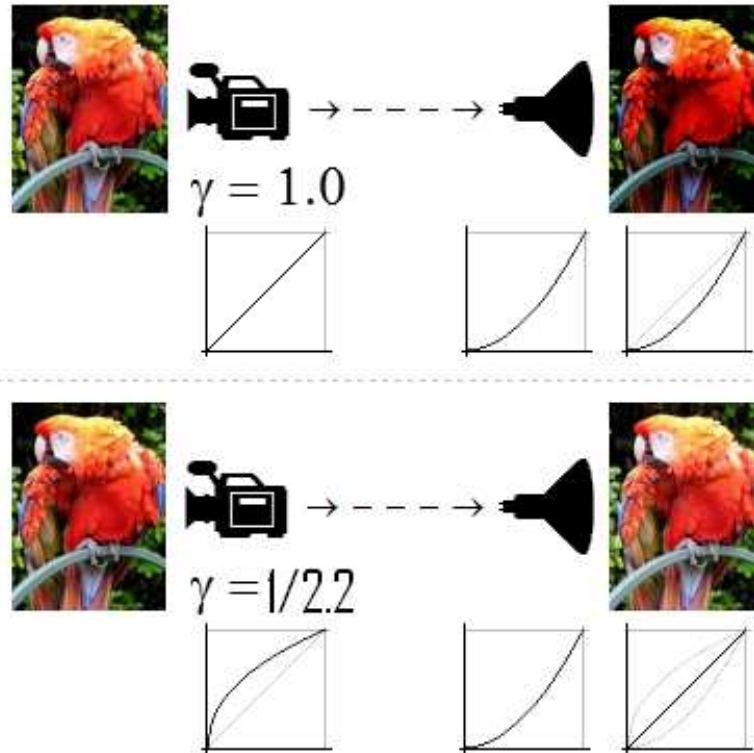 γ = 1.0
γ = 1/2.2